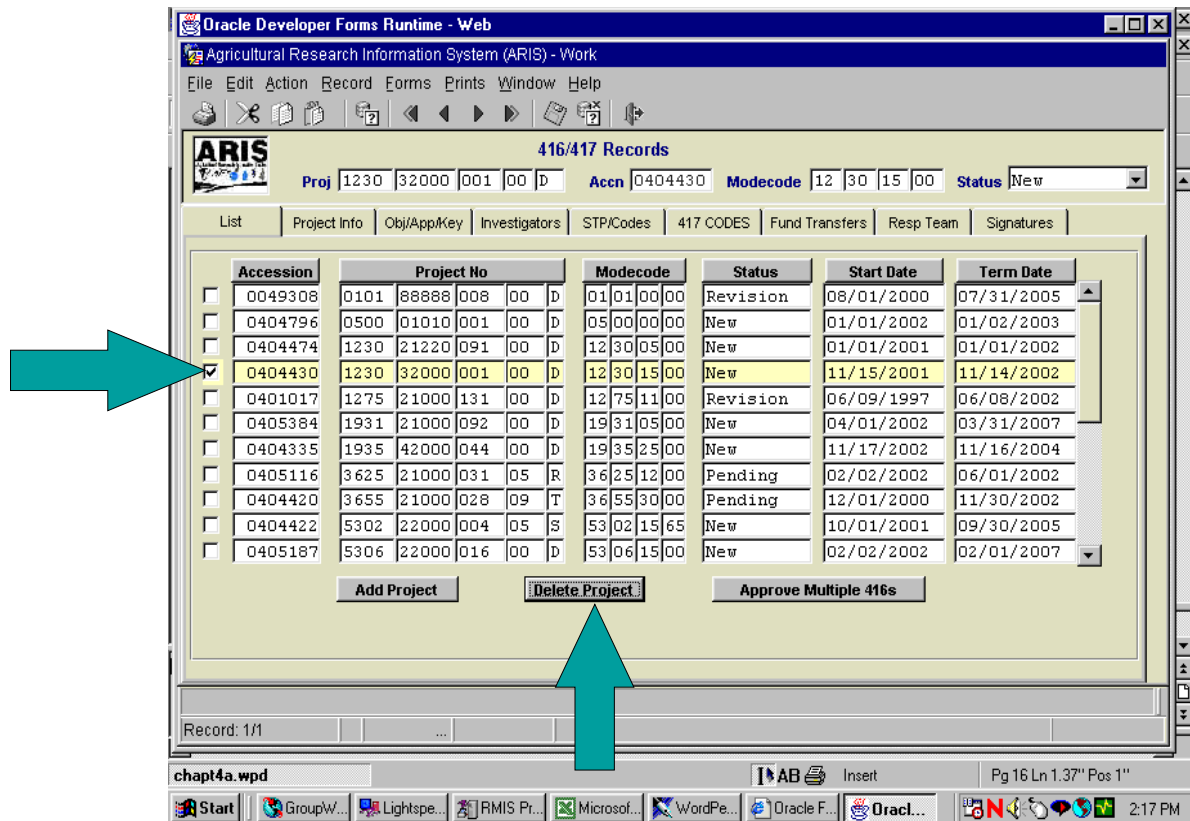 Oracle Developer Forms Runtime - Web
Agricultural Research Information System (ARIS) - Work
File Edit Action Record Forms Prints Window Help
ARIS
416/417 Records
Proj 1230 32000 001 00 D Accn 0404430 Modecode 12 30 15 00 Status New
List Project Info Obj/App/Key Investigators STP/Codes 417 CODES Fund Transfers Resp Team Signatures
Accession Project No Modecode Status Start Date Term Date
0049308 0101 88888 008 00 D 01 01 00 00 Revision 08/01/2000 07/31/2005
0404796 0500 01010 001 00 D 05 00 00 00 New 01/01/2002 01/02/2003
0404474 1230 21220 091 00 D 12 30 05 00 New 01/01/2001 01/01/2002
0404430 1230 32000 001 00 D 12 30 15 00 New 11/15/2001 11/14/2002
0401017 1275 21000 131 00 D 12 75 11 00 Revision 06/09/1997 06/08/2002
0405384 1931 21000 092 00 D 19 31 05 00 New 04/01/2002 03/31/2007
0404335 1935 42000 044 00 D 19 35 25 00 New 11/17/2002 11/16/2004
0405116 3625 21000 031 05 R 36 25 12 00 Pending 02/02/2002 06/01/2002
0404420 3655 21000 028 09 T 36 55 30 00 Pending 12/01/2000 11/30/2002
0404422 5302 22000 004 05 S 53 02 15 65 New 10/01/2001 09/30/2005
0405187 5306 22000 016 00 D 53 06 15 00 New 02/02/2002 02/01/2007
Add Project Delete Project Approve Multiple 416s
Record: 1/1 ...
chapt4a.wpd AB Insert Pg 16 Ln 1.37" Pos 1"
Start GroupW... Lightspe... RMIS Pr... Microsof... WordPe... Oracle F... Oracl... N 2:17 PM